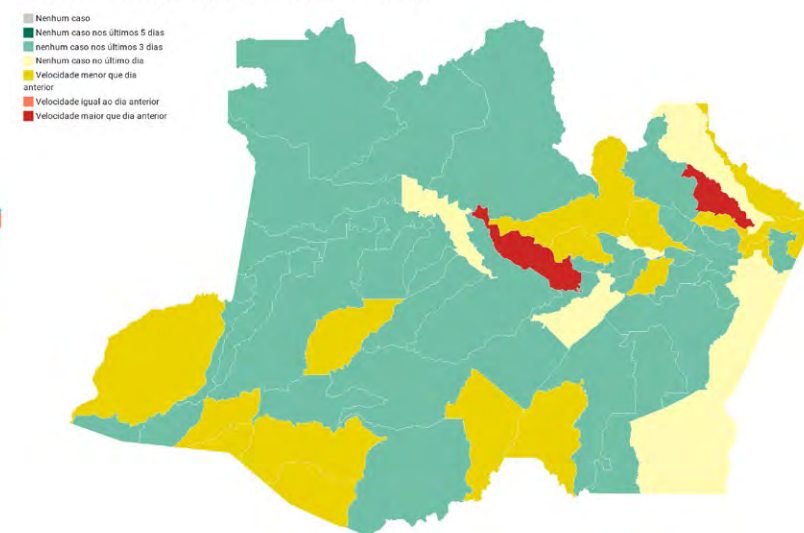 Nenhum caso
Nenhum caso nos últimos 5 dias
nenhum caso nos últimos 3 dias
Nenhum caso no último dia
Velocidade menor que dia
anterior
Velocidade igual ao dia anterior
Velocidade maior que dia anterior